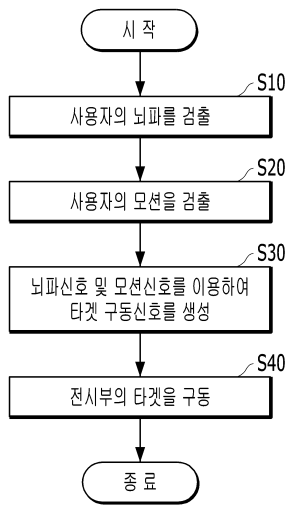 시 작
S10
사용자의 뇌파를 검출
S20
사용자의 모션을 검출
S30
뇌파신호 및 모션신호를 이용하여
타겟 구동신호를 생성
S40
전시부의 타겟을 구동
종 료